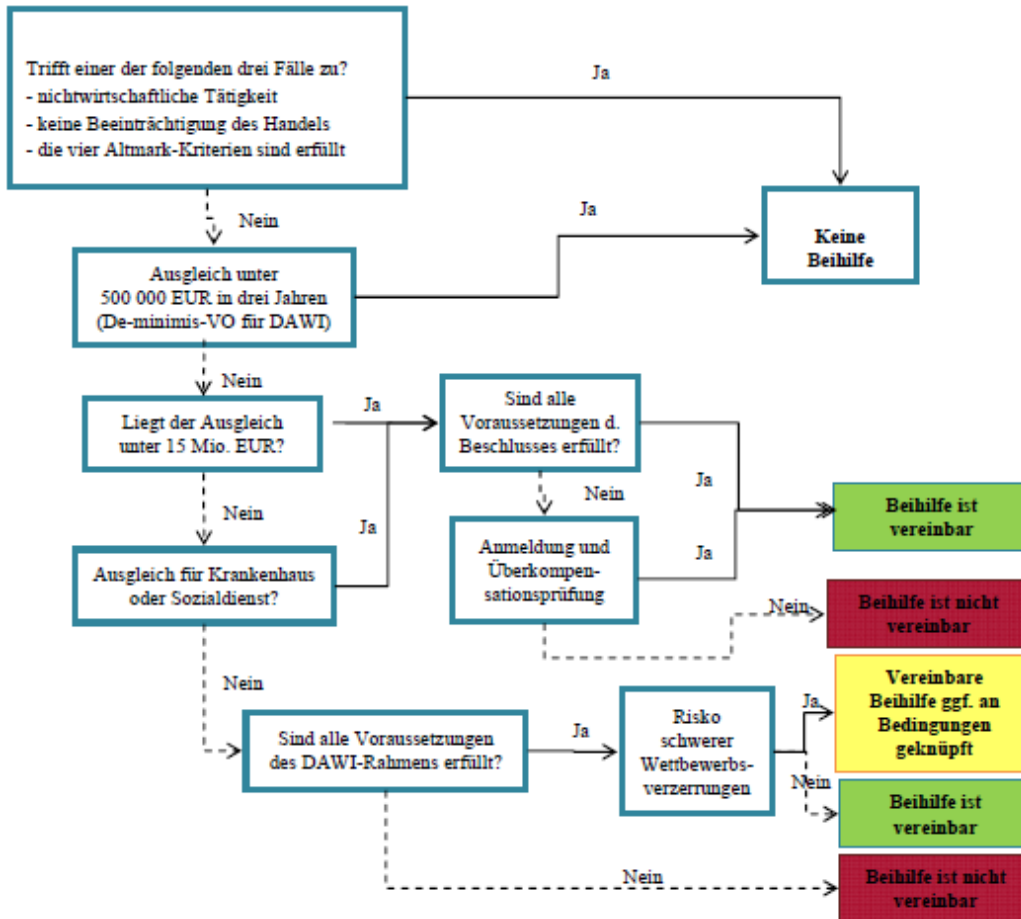 Trifft einer der folgenden drei Fälle zu?
- nichtwirtschaftliche Tätigkeit
- keine Beeinträchtigung des Handels
- die vier Altmark-Kriterien sind erfüllt
Ja
Nein
Ja
Keine
Beihilfe
Ausgleich unter
500 000 EUR in drei Jahren
(De-minimis-VO für DAWI)
Nein
Liegt der Ausgleich
unter 15 Mio. EUR?
Ja
Sind alle
Voraussetzungen d.
Beschlusses erfüllt?
Ja
Nein
Nein
Ja
Beihilfe ist
vereinbar
Ausgleich für Krankenhaus
oder Sozialdienst?
Anmeldung und
Überkompen-
sationsprüfung
Ja
Nein
Beihilfe ist nicht
vereinbar
Nein
Sind alle Voraussetzungen
des DAWI-Rahmens erfüllt?
Ja
Risko
schwerer
Wettbewerbs-
verzerrungen
Ja
Vereinbare
Beihilfe ggf. an
Bedingungen
geknüpft
Nein
Beihilfe ist
vereinbar
Nein
Beihilfe ist nicht
vereinbar